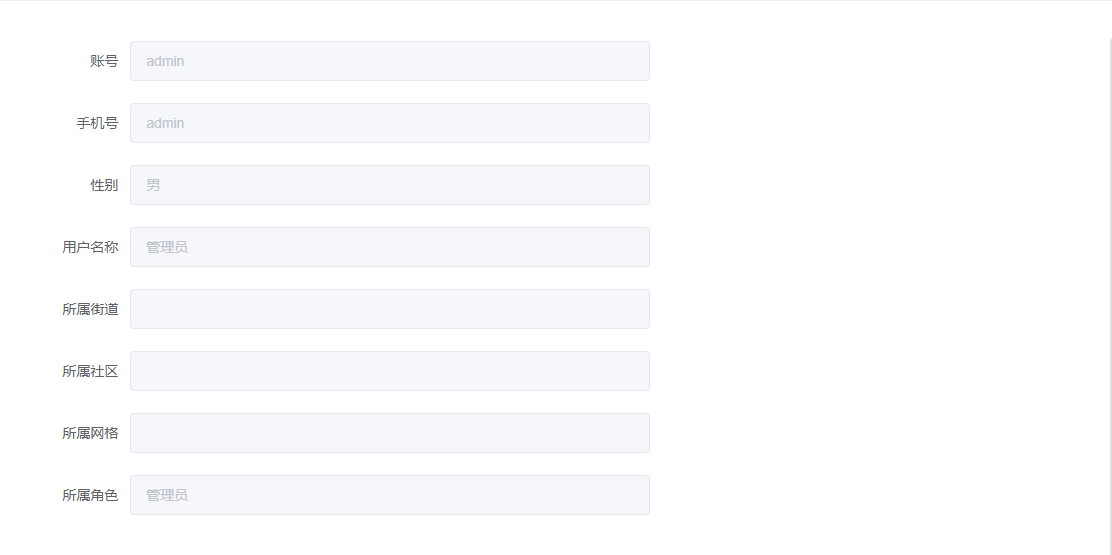 账号 admin
手机号 admin
性别 男
用户名称 管理员
所属街道
所属社区
所属网格
所属角色 管理员